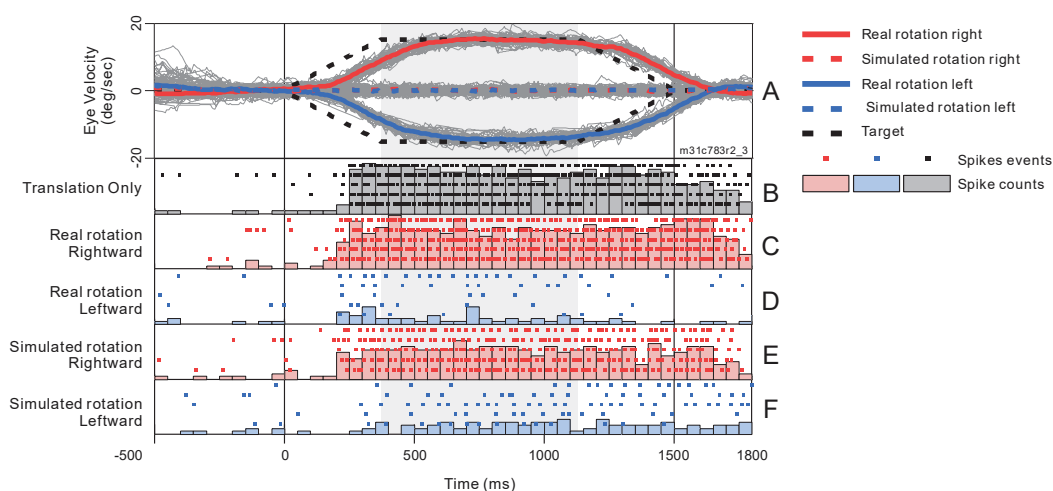 20
0
-20
Eye Velocity
(deg/sec)
A
m31c783r2_3
Real rotation right
Simulated rotation right
Real rotation left
Simulated rotation left
Target
Spikes events
Spike counts
Translation Only
B
Real rotation
Rightward
C
Real rotation
Leftward
D
Simulated rotation
Rightward
E
Simulated rotation
Leftward
F
-500
0
500
1000
1500
1800
Time (ms)